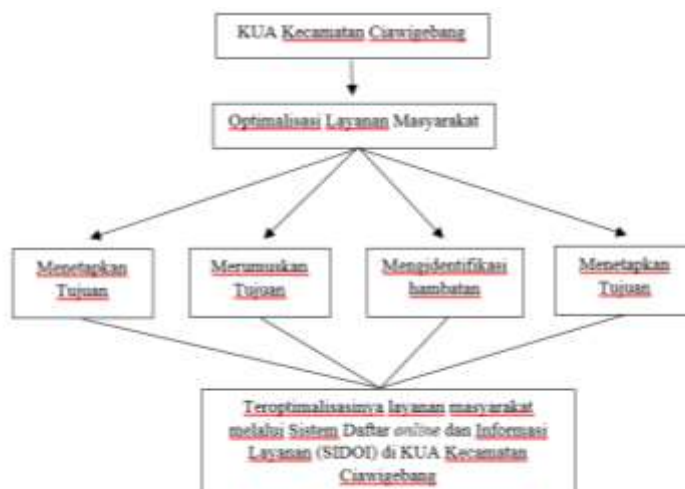 KUA Kecamatan Ciawigebang
Optimalisasi Layanan Masyarakat
Menetapkan
Tujuan
Merumuskan
Tujuan
Mengidentifikasi
hambatan
Menetapkan
Tujuan
Teroptimalisasinya layanan masyarakat
melalui Sistem Daftar online dan Informasi
Layanan (SIDOI) di KUA Kecamatan
Ciawigebang